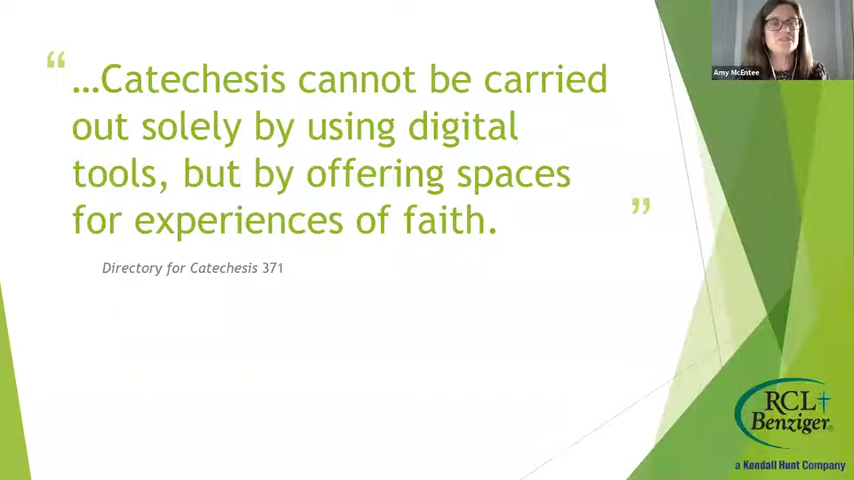 “
…Catechesis cannot be carried
out solely by using digital
tools, but by offering spaces
for experiences of faith.
”
Directory for Catechesis 371
Amy McEntee
RCL
Benziger®
a Kendall Hunt Company